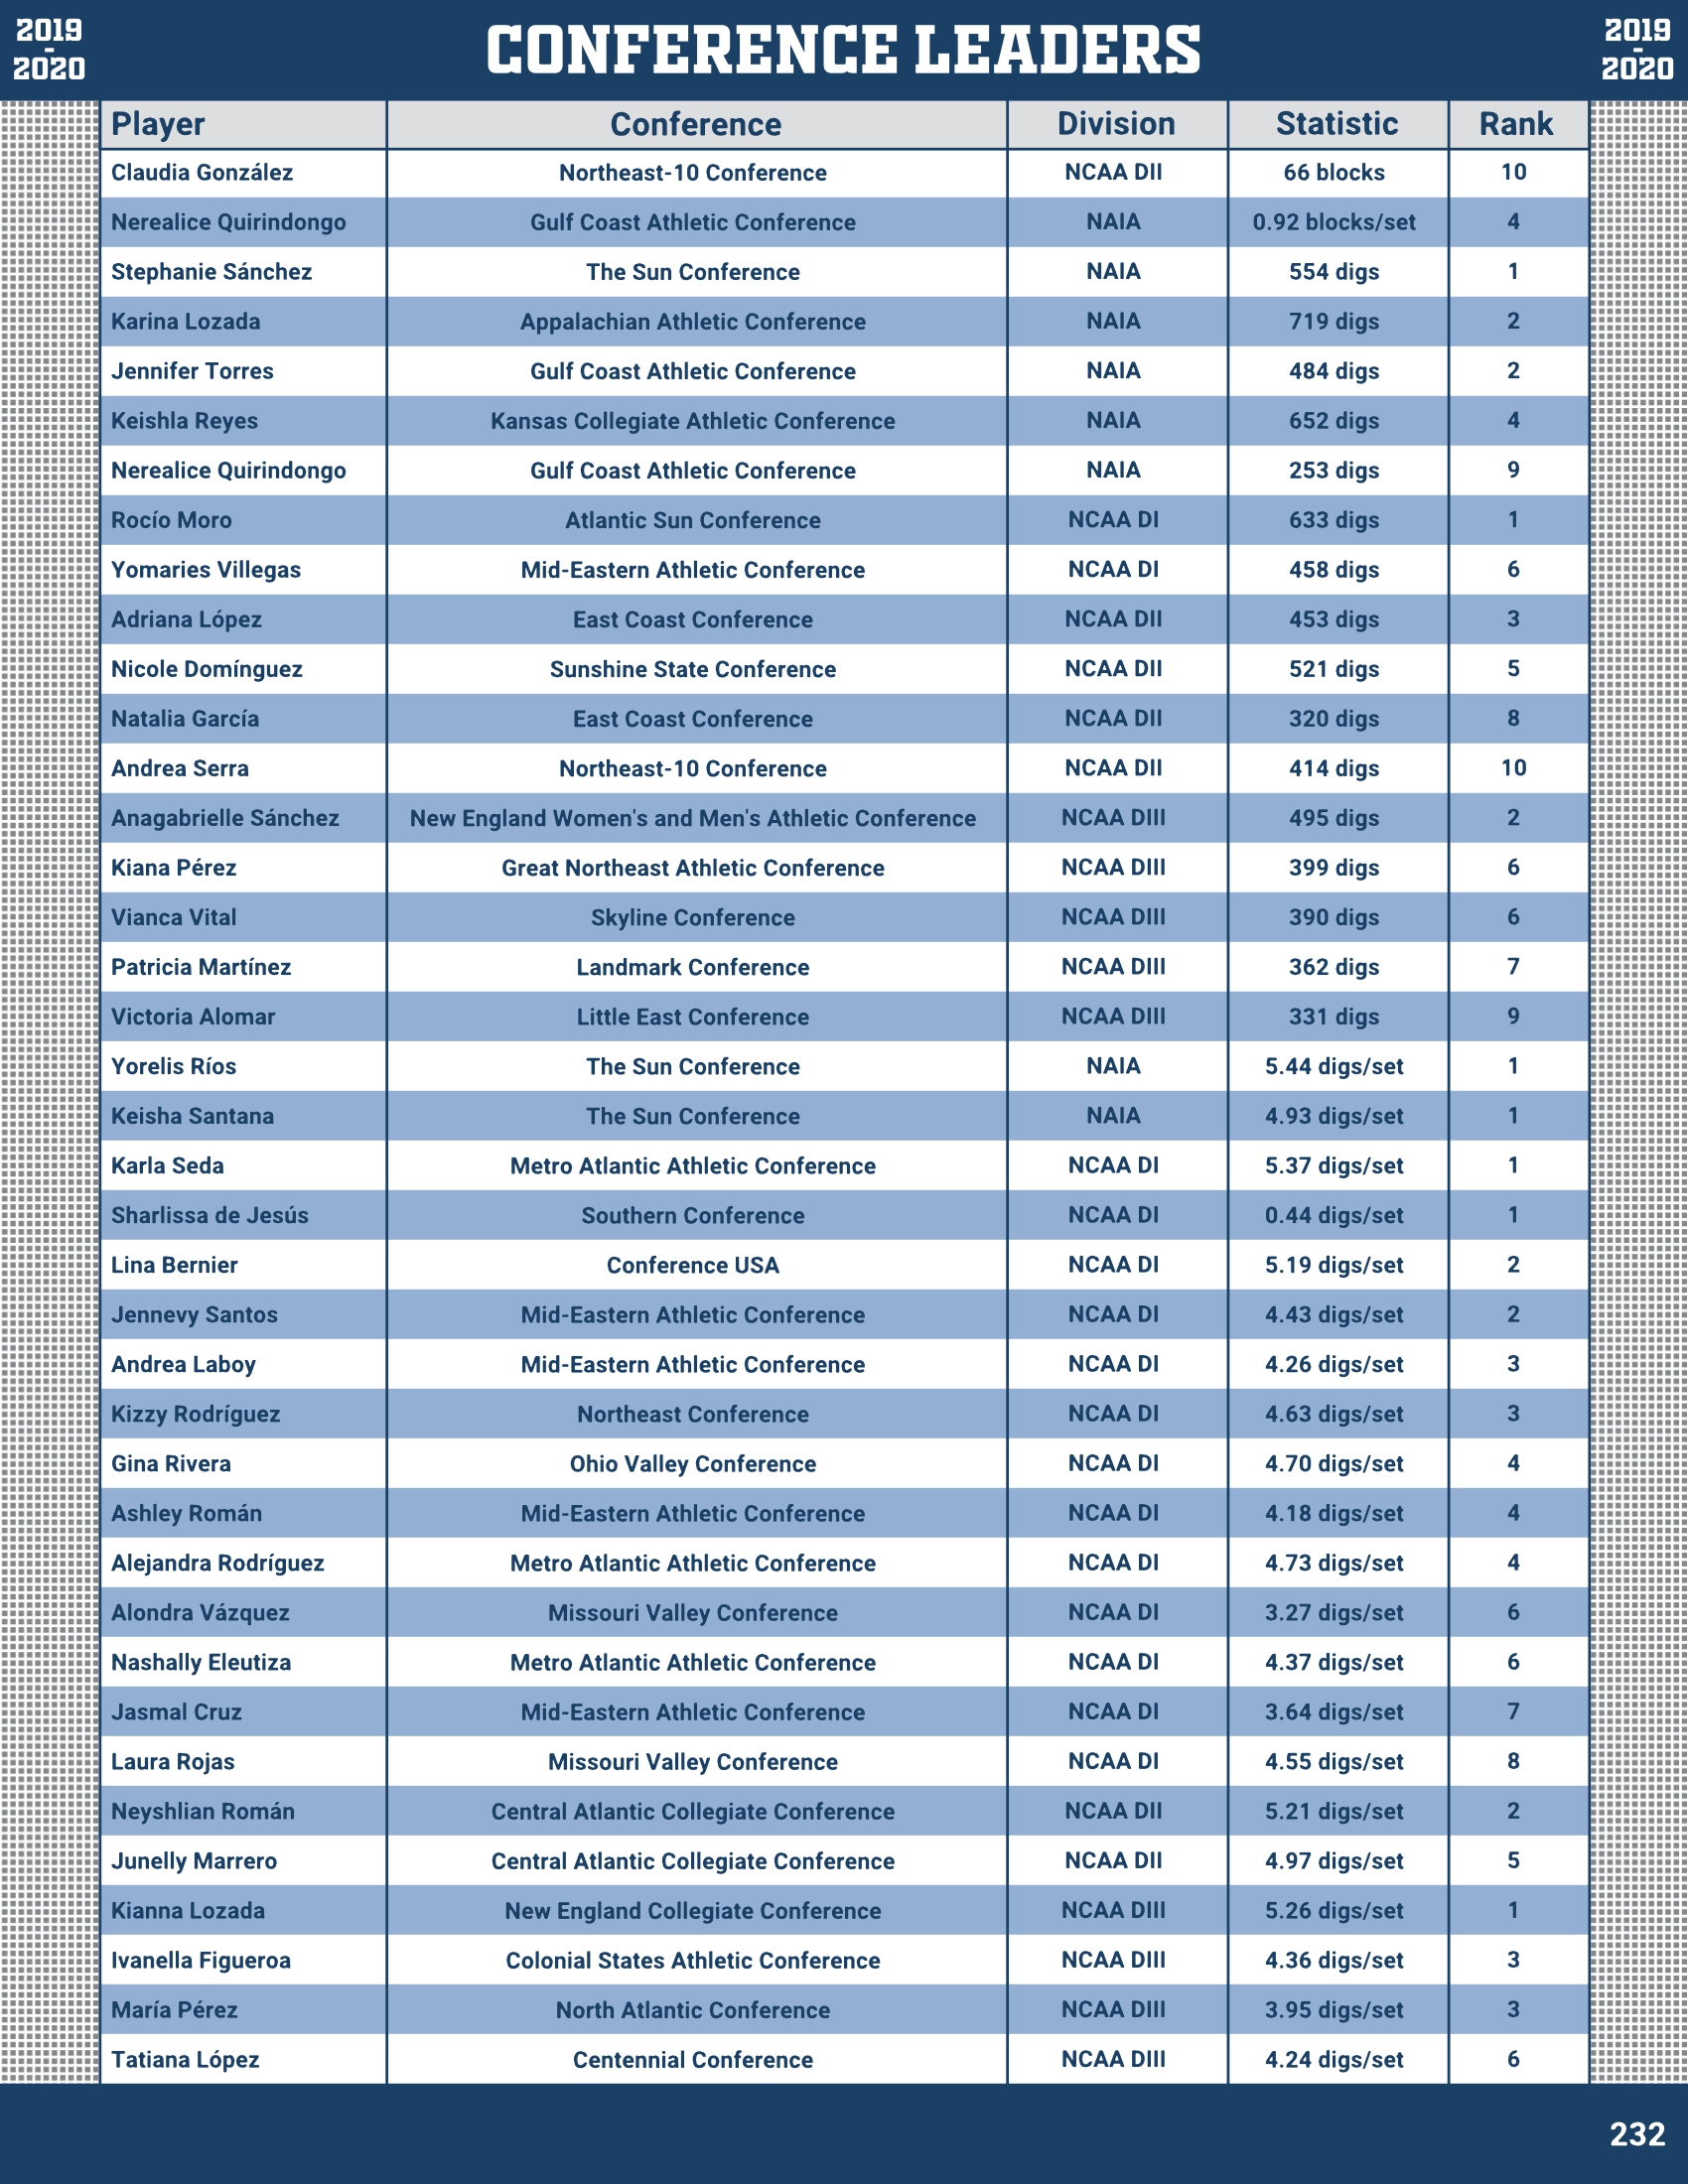 2019
-
2020
CONFERENCE LEADERS
2019
-
2020
Player Conference Division Statistic Rank
Claudia González Northeast-10 Conference NCAA DII 66 blocks 10
Nerealice Quirindongo Gulf Coast Athletic Conference NAIA 0.92 blocks/set 4
Stephanie Sánchez The Sun Conference NAIA 554 digs 1
Karina Lozada Appalachian Athletic Conference NAIA 719 digs 2
Jennifer Torres Gulf Coast Athletic Conference NAIA 484 digs 2
Keishla Reyes Kansas Collegiate Athletic Conference NAIA 652 digs 4
Nerealice Quirindongo Gulf Coast Athletic Conference NAIA 253 digs 9
Rocío Moro Atlantic Sun Conference NCAA DI 633 digs 1
Yomaries Villegas Mid-Eastern Athletic Conference NCAA DI 458 digs 6
Adriana López East Coast Conference NCAA DII 453 digs 3
Nicole Domínguez Sunshine State Conference NCAA DII 521 digs 5
Natalia García East Coast Conference NCAA DII 320 digs 8
Andrea Serra Northeast-10 Conference NCAA DII 414 digs 10
Anagabrielle Sánchez New England Women's and Men's Athletic Conference NCAA DIII 495 digs 2
Kiana Pérez Great Northeast Athletic Conference NCAA DIII 399 digs 6
Vianca Vital Skyline Conference NCAA DIII 390 digs 6
Patricia Martínez Landmark Conference NCAA DIII 362 digs 7
Victoria Alomar Little East Conference NCAA DIII 331 digs 9
Yorelis Ríos The Sun Conference NAIA 5.44 digs/set 1
Keisha Santana The Sun Conference NAIA 4.93 digs/set 1
Karla Seda Metro Atlantic Athletic Conference NCAA DI 5.37 digs/set 1
Sharlissa de Jesús Southern Conference NCAA DI 0.44 digs/set 1
Lina Bernier Conference USA NCAA DI 5.19 digs/set 2
Jennevy Santos Mid-Eastern Athletic Conference NCAA DI 4.43 digs/set 2
Andrea Laboy Mid-Eastern Athletic Conference NCAA DI 4.26 digs/set 3
Kizzy Rodríguez Northeast Conference NCAA DI 4.63 digs/set 3
Gina Rivera Ohio Valley Conference NCAA DI 4.70 digs/set 4
Ashley Román Mid-Eastern Athletic Conference NCAA DI 4.18 digs/set 4
Alejandra Rodríguez Metro Atlantic Athletic Conference NCAA DI 4.73 digs/set 4
Alondra Vázquez Missouri Valley Conference NCAA DI 3.27 digs/set 6
Nashally Eleutiza Metro Atlantic Athletic Conference NCAA DI 4.37 digs/set 6
Jasmal Cruz Mid-Eastern Athletic Conference NCAA DI 3.64 digs/set 7
Laura Rojas Missouri Valley Conference NCAA DI 4.55 digs/set 8
Neyshlian Román Central Atlantic Collegiate Conference NCAA DII 5.21 digs/set 2
Junelly Marrero Central Atlantic Collegiate Conference NCAA DII 4.97 digs/set 5
Kianna Lozada New England Collegiate Conference NCAA DIII 5.26 digs/set 1
Ivanella Figueroa Colonial States Athletic Conference NCAA DIII 4.36 digs/set 3
María Pérez North Atlantic Conference NCAA DIII 3.95 digs/set 3
Tatiana López Centennial Conference NCAA DIII 4.24 digs/set 6
232